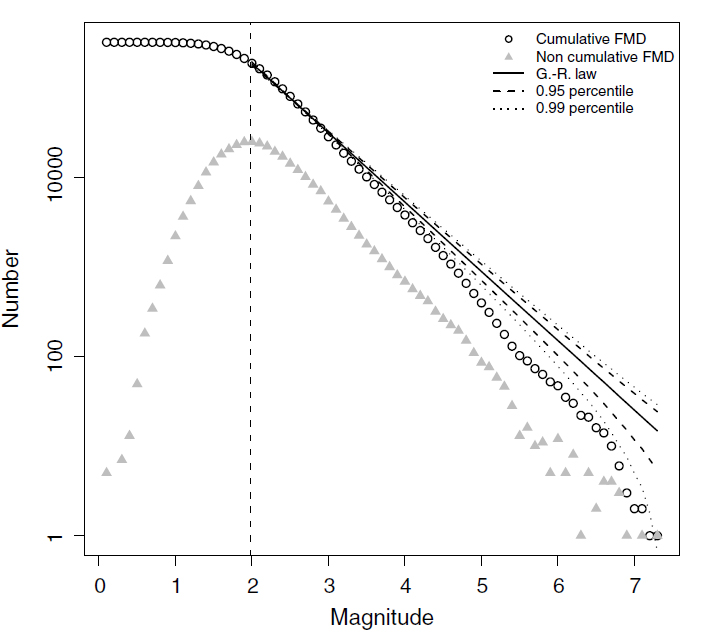 Cumulative FMD
Non cumulative FMD
G.-R. law
0.95 percentile
0.99 percentile
10000
100
1
Number
0 1 2 3 4 5 6 7
Magnitude